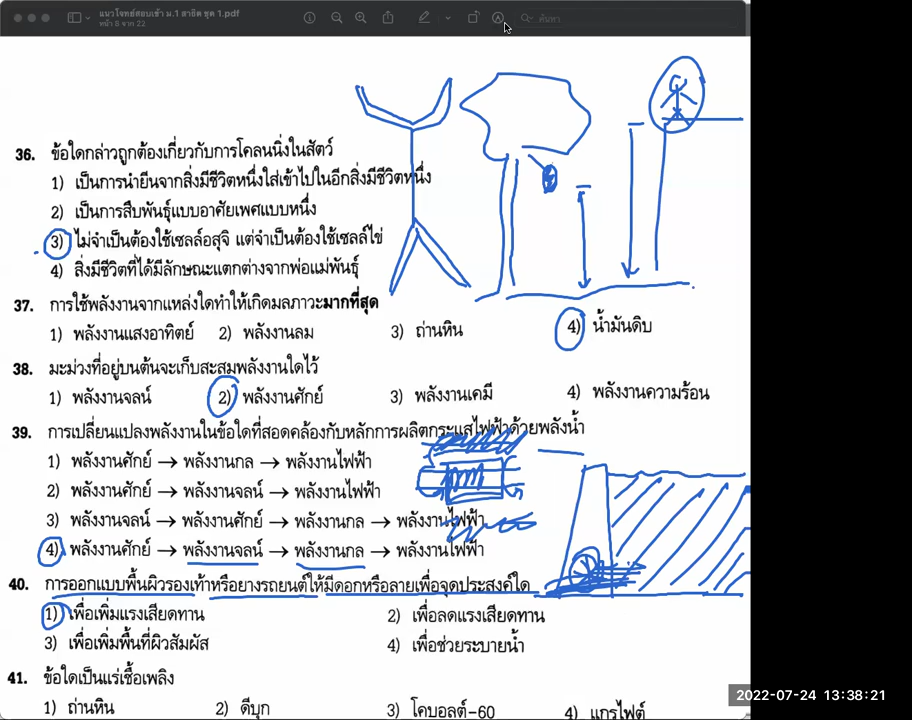 แนวโจทย์สอบเข้า ม.1 สาธิต ชุด 1.pdf
หน้า 8 จาก 22
ค้นหา
36. ข้อใดกล่าวถูกต้องเกี่ยวกับการโคลนนิ่งในสัตว์
1) เป็นการนำยีนจากสิ่งมีชีวิตหนึ่งใส่เข้าไปในอีกสิ่งมีชีวิตหนึ่ง
2) เป็นการสืบพันธุ์แบบอาศัยเพศแบบหนึ่ง
3) ไม่จำเป็นต้องใช้เซลล์อสุจิ แต่จำเป็นต้องใช้เซลล์ไข่
4) สิ่งมีชีวิตที่ได้มีลักษณะแตกต่างจากพ่อแม่พันธุ์
37. การใช้พลังงานจากแหล่งใดทำให้เกิดมลภาวะมากที่สุด
1) พลังงานแสงอาทิตย์ 2) พลังงานลม 3) ถ่านหิน 4) น้ำมันดิบ
38. มะม่วงที่อยู่บนต้นจะเก็บสะสมพลังงานใดไว้
1) พลังงานจลน์ 2) พลังงานศักย์ 3) พลังงานเคมี 4) พลังงานความร้อน
39. การเปลี่ยนแปลงพลังงานในข้อใดที่สอดคล้องกับหลักการผลิตกระแสไฟฟ้าด้วยพลังน้ำ
1) พลังงานศักย์ → พลังงานกล → พลังงานไฟฟ้า
2) พลังงานศักย์ → พลังงานจลน์ → พลังงานไฟฟ้า
3) พลังงานจลน์ → พลังงานศักย์ → พลังงานกล → พลังงานไฟฟ้า
4) พลังงานศักย์ → พลังงานจลน์ → พลังงานกล → พลังงานไฟฟ้า
40. การออกแบบพื้นผิวรองเท้าหรือยางรถยนต์ให้มีดอกหรือลายเพื่อจุดประสงค์ใด
1) เพื่อเพิ่มแรงเสียดทาน 2) เพื่อลดแรงเสียดทาน
3) เพื่อเพิ่มพื้นที่ผิวสัมผัส 4) เพื่อช่วยระบายน้ำ
41. ข้อใดเป็นแร่เชื้อเพลิง
1) ถ่านหิน 2) ดีบุก 3) โคบอลต์-60 4) แกรไฟต์
2022-07-24 13:38:21